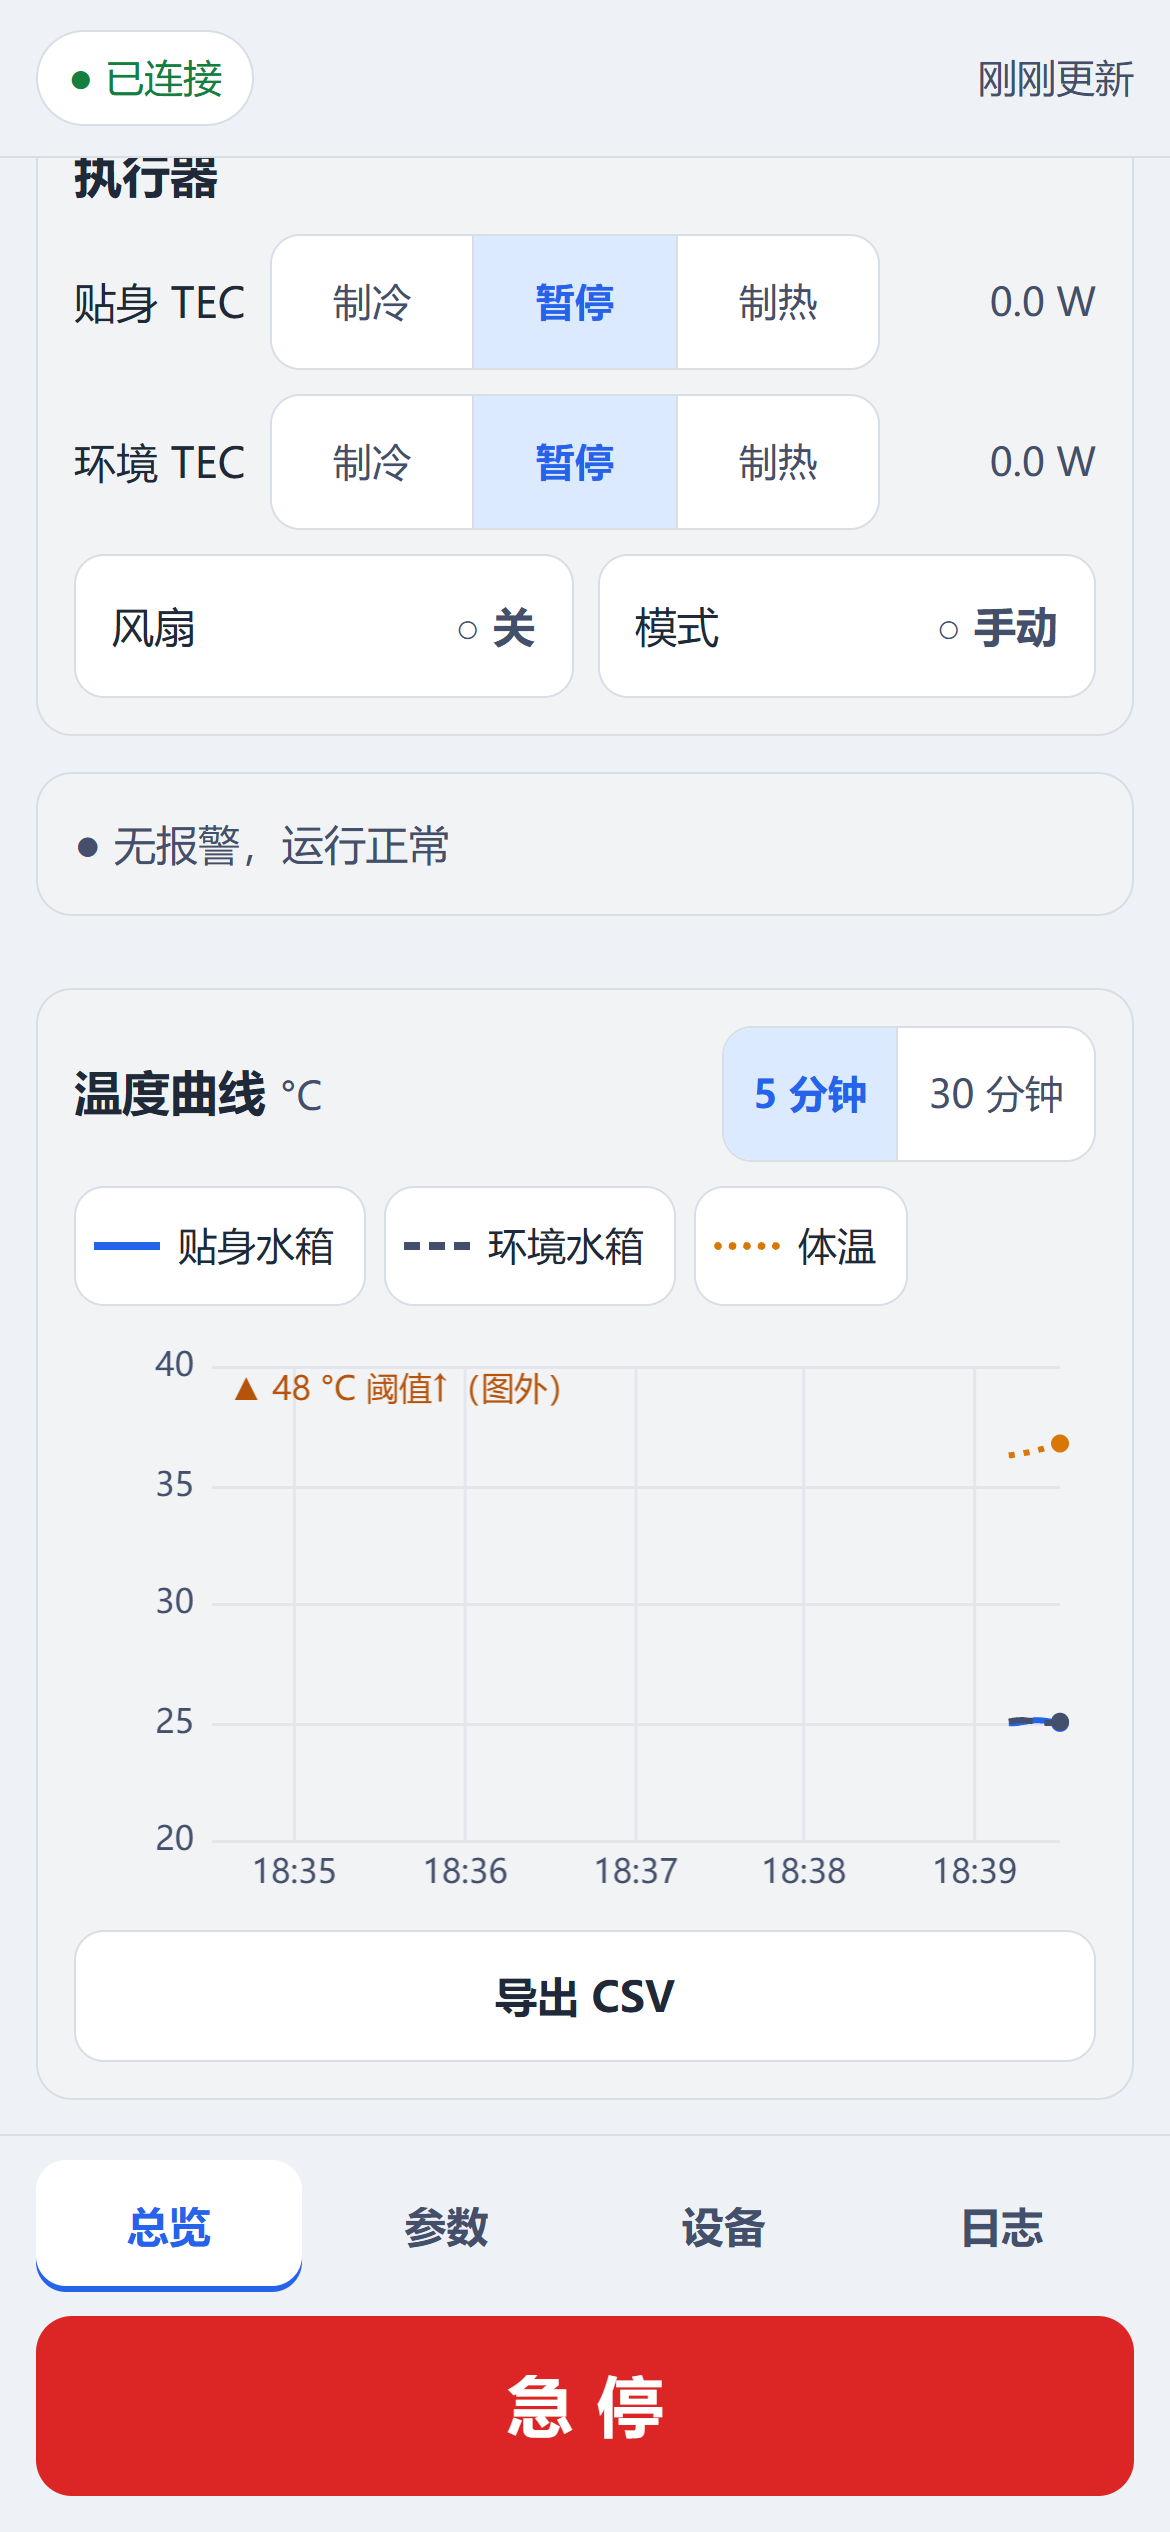 ● 已连接 刚刚更新
执行器
贴身 TEC 制冷 暂停 制热 0.0 W
环境 TEC 制冷 暂停 制热 0.0 W
风扇 ○ 关 模式 ○ 手动
● 无报警，运行正常
温度曲线 °C 5 分钟 30 分钟
贴身水箱 环境水箱 体温
40
▲ 48 °C 阈值↑（图外）
35
30
25
20
18:35 18:36 18:37 18:38 18:39
导出 CSV
总览 参数 设备 日志
急 停